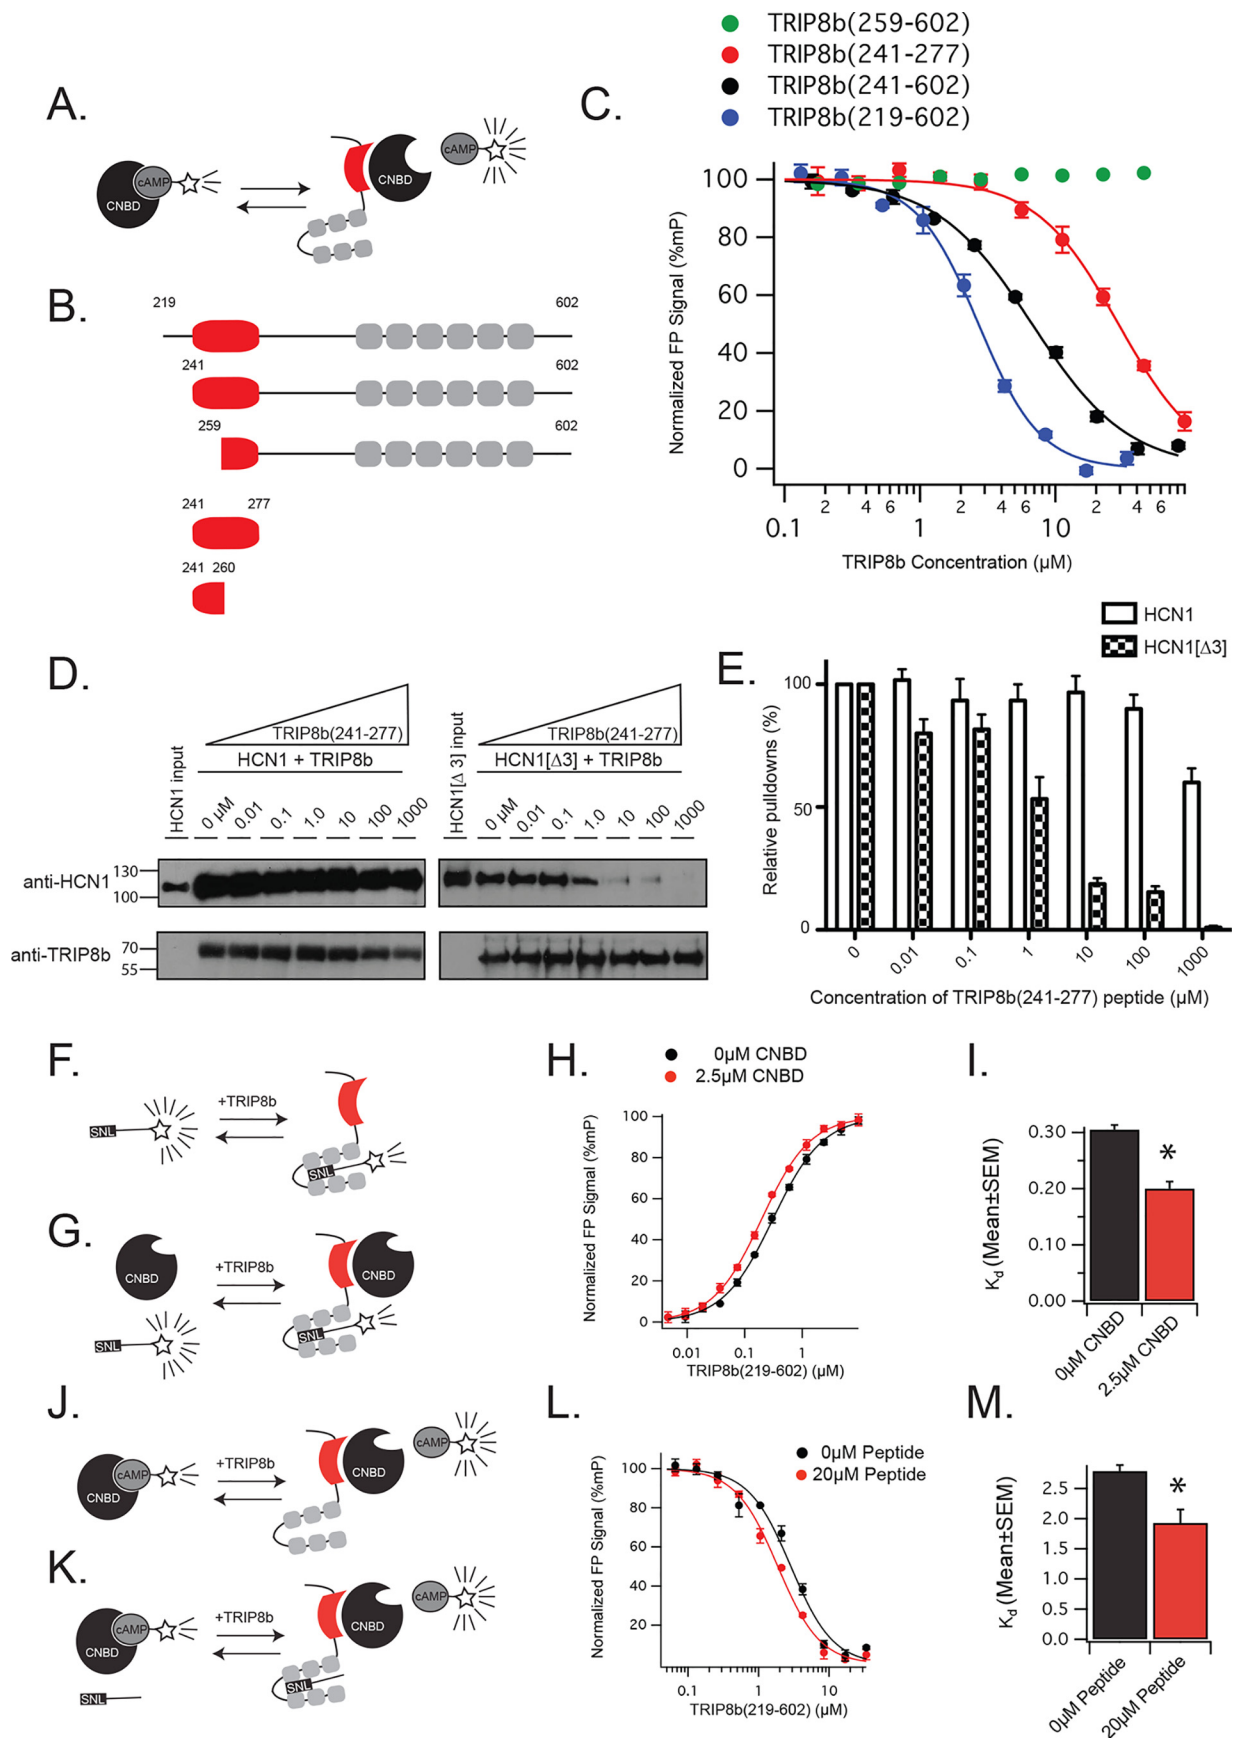 TRIP8b(259-602)
TRIP8b(241-277)
TRIP8b(241-602)
TRIP8b(219-602)
A.
CNBD
cAMP
CNBD
cAMP
B.
219
602
241
602
259
602
241
277
241
260
C.
Normalized FP Signal (%mP)
100
80
60
40
20
0
0.1
2
4
6
1
2
4
6
10
2
4
6
TRIP8b Concentration (µM)
D.
HCN1 input
TRIP8b(241-277)
HCN1 + TRIP8b
0 µM
0.01
0.1
1.0
10
100
1000
HCN1[Δ 3] input
TRIP8b(241-277)
HCN1[Δ3] + TRIP8b
0 µM
0.01
0.1
1.0
10
100
1000
anti-HCN1
130
100
anti-TRIP8b
70
55
E.
HCN1
HCN1[Δ3]
Relative pulldowns (%)
100
50
0
0
0.01
0.1
1
10
100
1000
Concentration of TRIP8b(241-277) peptide (µM)
F.
SNL
+TRIP8b
SNL
G.
CNBD
SNL
+TRIP8b
CNBD
SNL
H.
0µM CNBD
2.5µM CNBD
Normalized FP Sigmal (%mP)
100
80
60
40
20
0
0.01
0.1
1
TRIP8b(219-602) (µM)
I.
K_d (Mean±SEM)
0.30
0.20
0.10
0.00
*
0µM CNBD
2.5µM CNBD
J.
CNBD
cAMP
+TRIP8b
CNBD
cAMP
K.
CNBD
cAMP
SNL
+TRIP8b
CNBD
cAMP
SNL
L.
0µM Peptide
20µM Peptide
Normalized FP Signal (%mP)
100
80
60
40
20
0.1
1
10
TRIP8b(219-602) (µM)
M.
K_d (Mean±SEM)
2.5
2.0
1.5
1.0
0.5
0.0
*
0µM Peptide
20µM Peptide